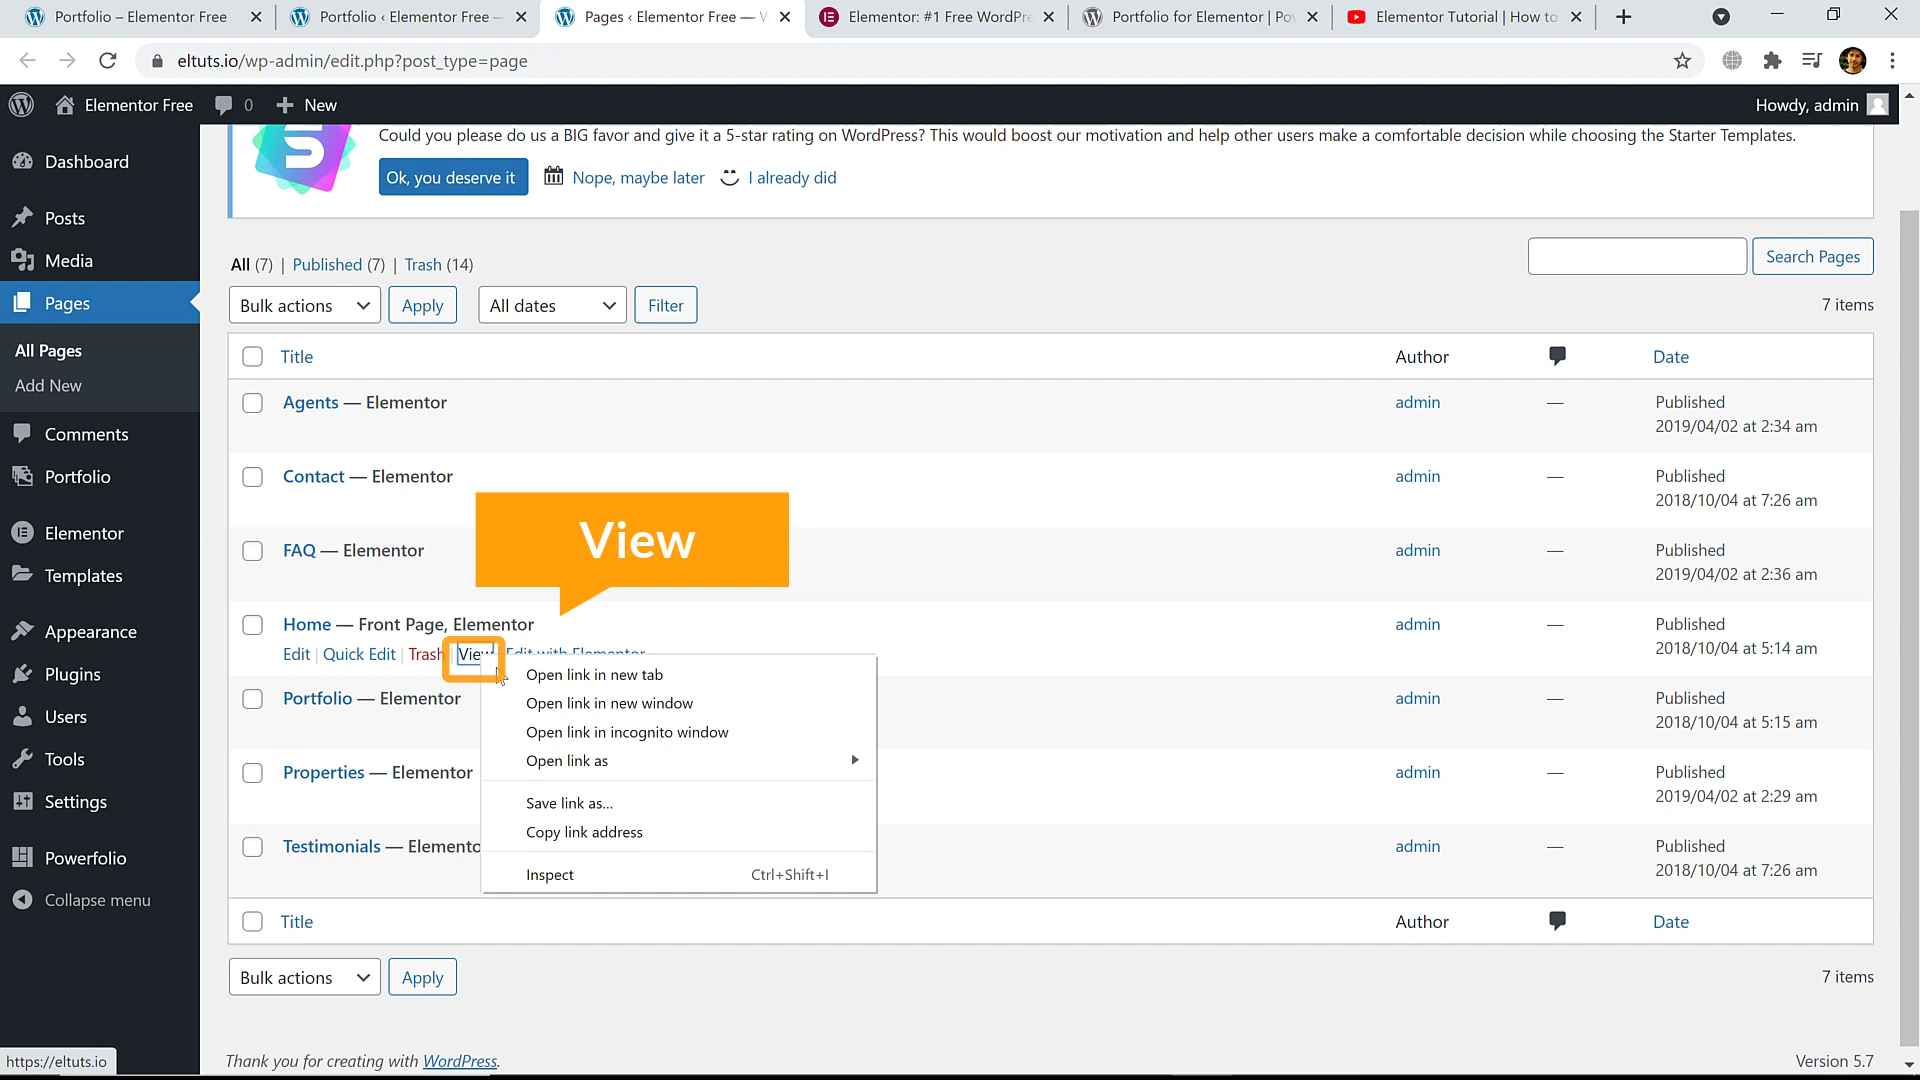 Portfolio – Elementor Free
Portfolio ‹ Elementor Free —
Pages ‹ Elementor Free —
Elementor: #1 Free WordPre
Portfolio for Elementor | Po
Elementor Tutorial | How to
eltuts.io/wp-admin/edit.php?post_type=page
Elementor Free 0 New Howdy, admin
Could you please do us a BIG favor and give it a 5-star rating on WordPress? This would boost our motivation and help other users make a comfortable decision while choosing the Starter Templates.
Ok, you deserve it Nope, maybe later I already did
Dashboard
Posts
Media
Pages
All Pages
Add New
Comments
Portfolio
Elementor
Templates
Appearance
Plugins
Users
Tools
Settings
Powerfolio
Collapse menu
All (7) | Published (7) | Trash (14)
Search Pages
Bulk actions Apply All dates Filter 7 items
Title Author Date
Agents — Elementor admin — Published
2019/04/02 at 2:34 am
Contact — Elementor admin — Published
2018/10/04 at 7:26 am
View
FAQ — Elementor admin — Published
2019/04/02 at 2:36 am
Home — Front Page, Elementor admin — Published
2018/10/04 at 5:14 am
Edit | Quick Edit | Trash | View Edit with Elementor
Portfolio — Elementor admin — Published
2018/10/04 at 5:15 am
Properties — Elementor admin — Published
2019/04/02 at 2:29 am
Testimonials — Elemento admin — Published
2018/10/04 at 7:26 am
Open link in new tab
Open link in new window
Open link in incognito window
Open link as
Save link as...
Copy link address
Inspect Ctrl+Shift+I
Title Author Date
Bulk actions Apply 7 items
https://eltuts.io
Thank you for creating with WordPress. Version 5.7